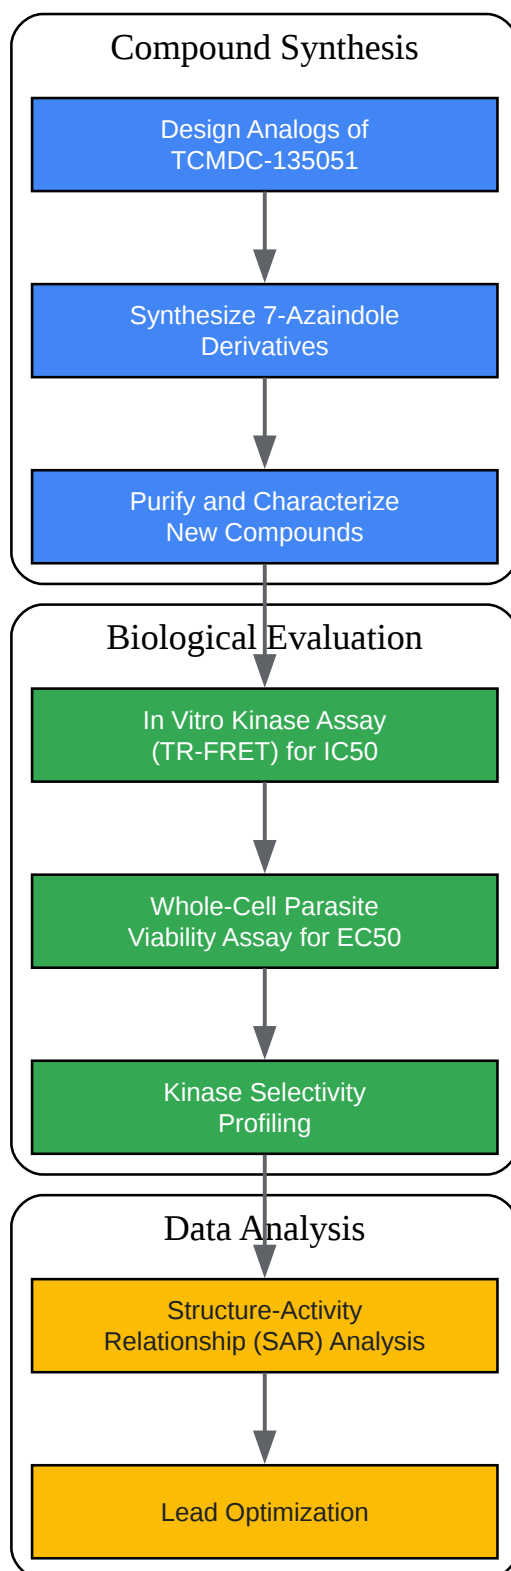 Compound Synthesis
Design Analogs of
TCMDC-135051
Synthesize 7-Azaindole
Derivatives
Purify and Characterize
New Compounds
Biological Evaluation
In Vitro Kinase Assay
(TR-FRET) for IC50
Whole-Cell Parasite
Viability Assay for EC50
Kinase Selectivity
Profiling
Data Analysis
Structure-Activity
Relationship (SAR) Analysis
Lead Optimization